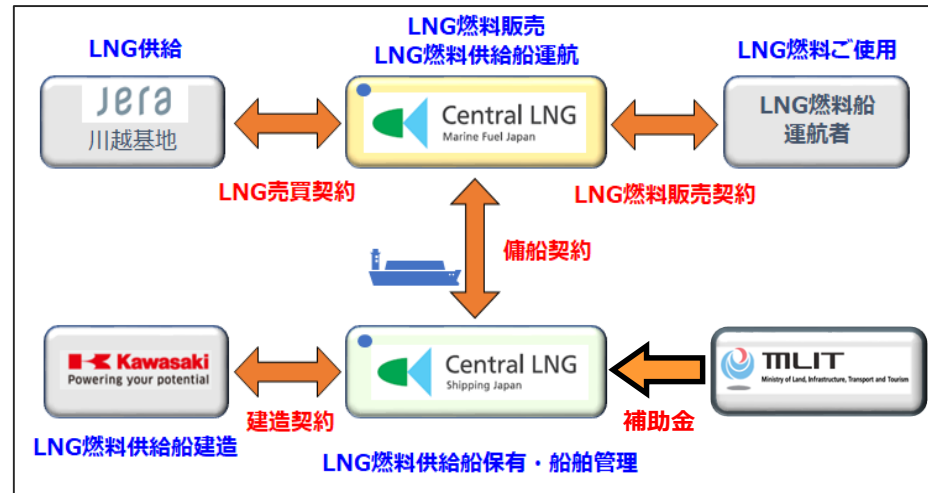 LNG供給
LNG燃料販売
LNG燃料供給船運航
LNG燃料ご使用
Jera
川越基地
Central LNG
Marine Fuel Japan
LNG燃料船
運航者
LNG売買契約
LNG燃料販売契約
傭船契約
Kawasaki
Powering your potential
Central LNG
Shipping Japan
MLIT
Ministry of Land, Infrastructure, Transport and Tourism
建造契約
補助金
LNG燃料供給船建造
LNG燃料供給船保有・船舶管理